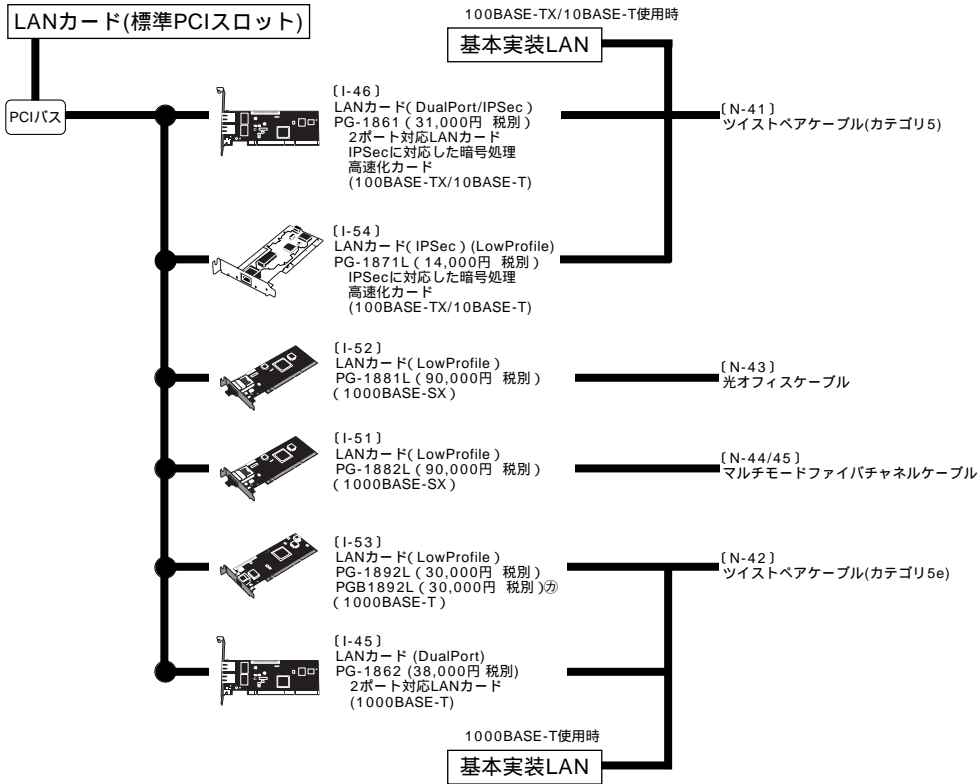 LANカード(標準PCIスロット)
PCIバス
100BASE-TX/10BASE-T使用時
基本実装LAN
〔I-46〕
LANカード( DualPort/IPSec )
PG-1861 ( 31,000円 税別 )
2ポート対応LANカード
IPSecに対応した暗号処理
高速化カード
(100BASE-TX/10BASE-T)
〔N-41〕
ツイストペアケーブル(カテゴリ5)
〔I-54〕
LANカード( IPSec ) (LowProfile)
PG-1871L ( 14,000円 税別 )
IPSecに対応した暗号処理
高速化カード
(100BASE-TX/10BASE-T)
〔I-52〕
LANカード( LowProfile )
PG-1881L ( 90,000円 税別 )
( 1000BASE-SX )
〔N-43〕
光オフィスケーブル
〔I-51〕
LANカード( LowProfile )
PG-1882L ( 90,000円 税別 )
( 1000BASE-SX )
〔N-44/45〕
マルチモードファイバチャネルケーブル
〔I-53〕
LANカード( LowProfile )
PG-1892L ( 30,000円 税別 )
PGB1892L ( 30,000円 税別 )㋕
( 1000BASE-T )
〔N-42〕
ツイストペアケーブル(カテゴリ5e)
〔I-45〕
LANカード (DualPort)
PG-1862 (38,000円 税別)
2ポート対応LANカード
(1000BASE-T)
1000BASE-T使用時
基本実装LAN